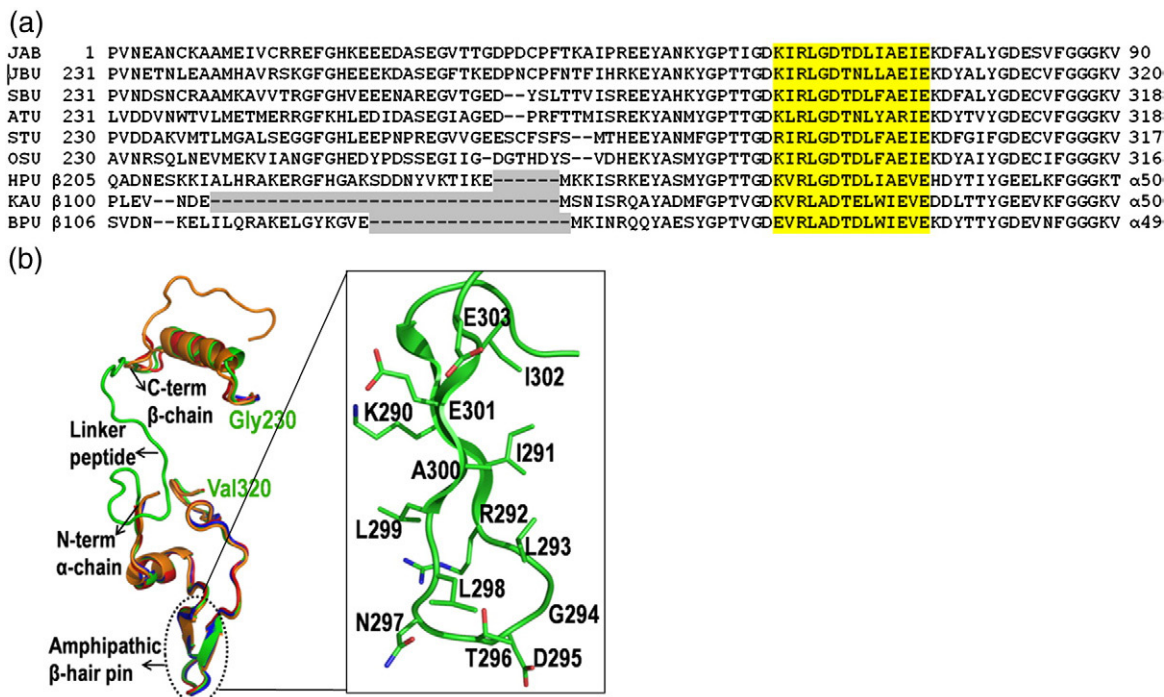 (a)
JAB 1 PVNEANCKAAMEIVCRREFGHKEEEDASEGVTTGDPDCPFTKAIPREEYANKYGPTIGDKIRLGDTDLIAEIEKDFALYGDESVFGGGKV 90
JBU 231 PVNETNLEAAMHAVRSKGFGHEEEKDASEGFTKEDPNCPFNTFIHRKEYANKYGPTTGDKIRLGDTNLLAEIEKDYALYGDECVFGGGKV 320
SBU 231 PVNDSNCRAAMKAVVTRGFGHVEEENAREGVTGED--YSLTTVISREEYAHKYGPTTGDKIRLGDTDLFAEIEKDFALYGDECVFGGGKV 318
ATU 231 LVDDVNWTVLMETMERRGFKHLEDIDASEGIAGED--PRFTTMISREKYANMYGPTTGDKLRLGDTNLYARIEKDYTVYGDECVFGGGKV 318
STU 230 PVDDAKVMTLMGALSEGGFGHLEEPNPREGVVGEESCFSFS--MTHEEYANMFGPTTGDRIRLGDTDLFAEIEKDFGIFGDECVFGGGKV 317
OSU 230 AVNRSQLNEVMEKVIANGFGHEDYPDSSEGIIG-DGTHDYS--VDHEKYASMYGPTTGDKIRLGDTDLFAEIEKDYAIYGDECIFGGGKV 316
HPU β205 QADNESKKIALHRAKERGFHGAKSDDNYVKTIKE------MKKISRKEYASMYGPTTGDKVRLGDTDLIAEVEHDYTIYGEELKFGGGKT α50
KAU β100 PLEV--NDE-------------------------------MSNISRQAYADMFGPTVGDKVRLADTELWIEVEDDLTTYGEEVKFGGGKV α50
BPU β106 SVDN--KELILQRAKELGYKGVE------------------MKINRQQYAESYGPTVGDEVRLADTDLWIEVEKDYTTYGDEVNFGGGKV α49
(b)
C-term
β-chain
Gly230
Linker
peptide
Val320
N-term
α-chain
Amphipathic
β-hair pin
E303
I302
E301
K290
I291
A300
R292
L299
L293
L298
G294
N297
T296
D295